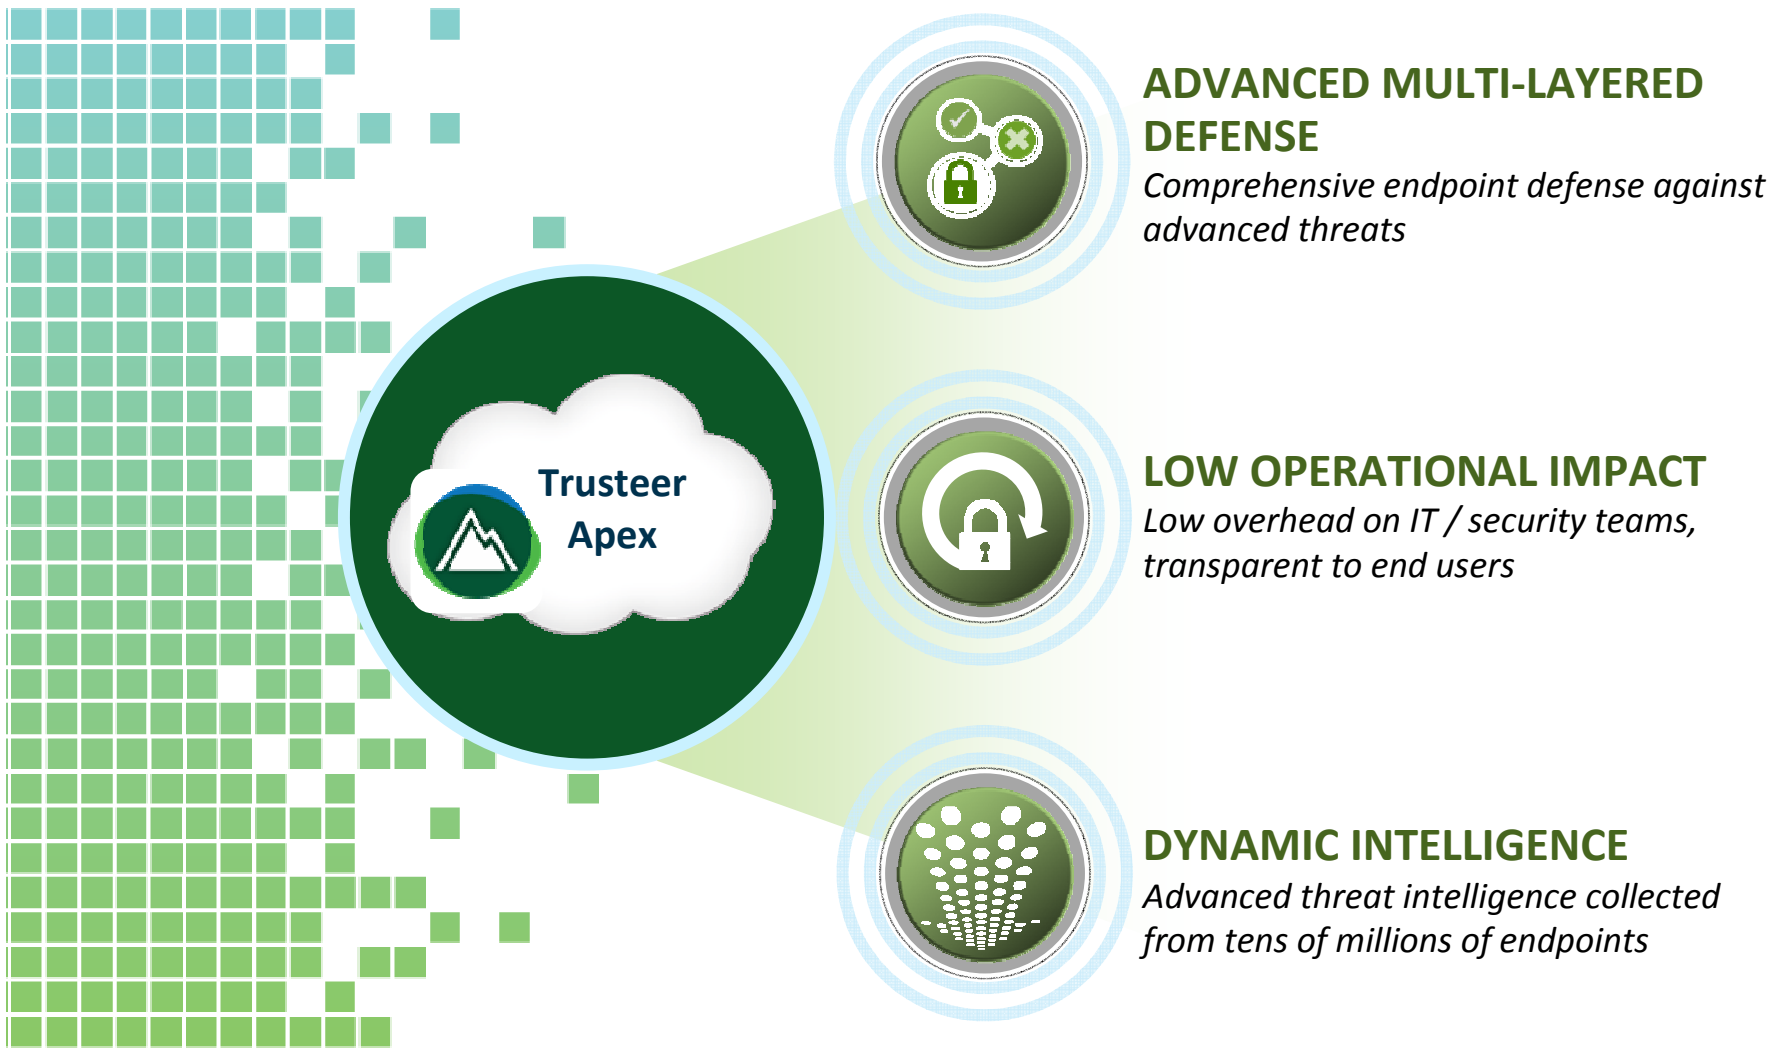 Trusteer
Apex
ADVANCED MULTI-LAYERED
DEFENSE
Comprehensive endpoint defense against
advanced threats
LOW OPERATIONAL IMPACT
Low overhead on IT / security teams,
transparent to end users
DYNAMIC INTELLIGENCE
Advanced threat intelligence collected
from tens of millions of endpoints